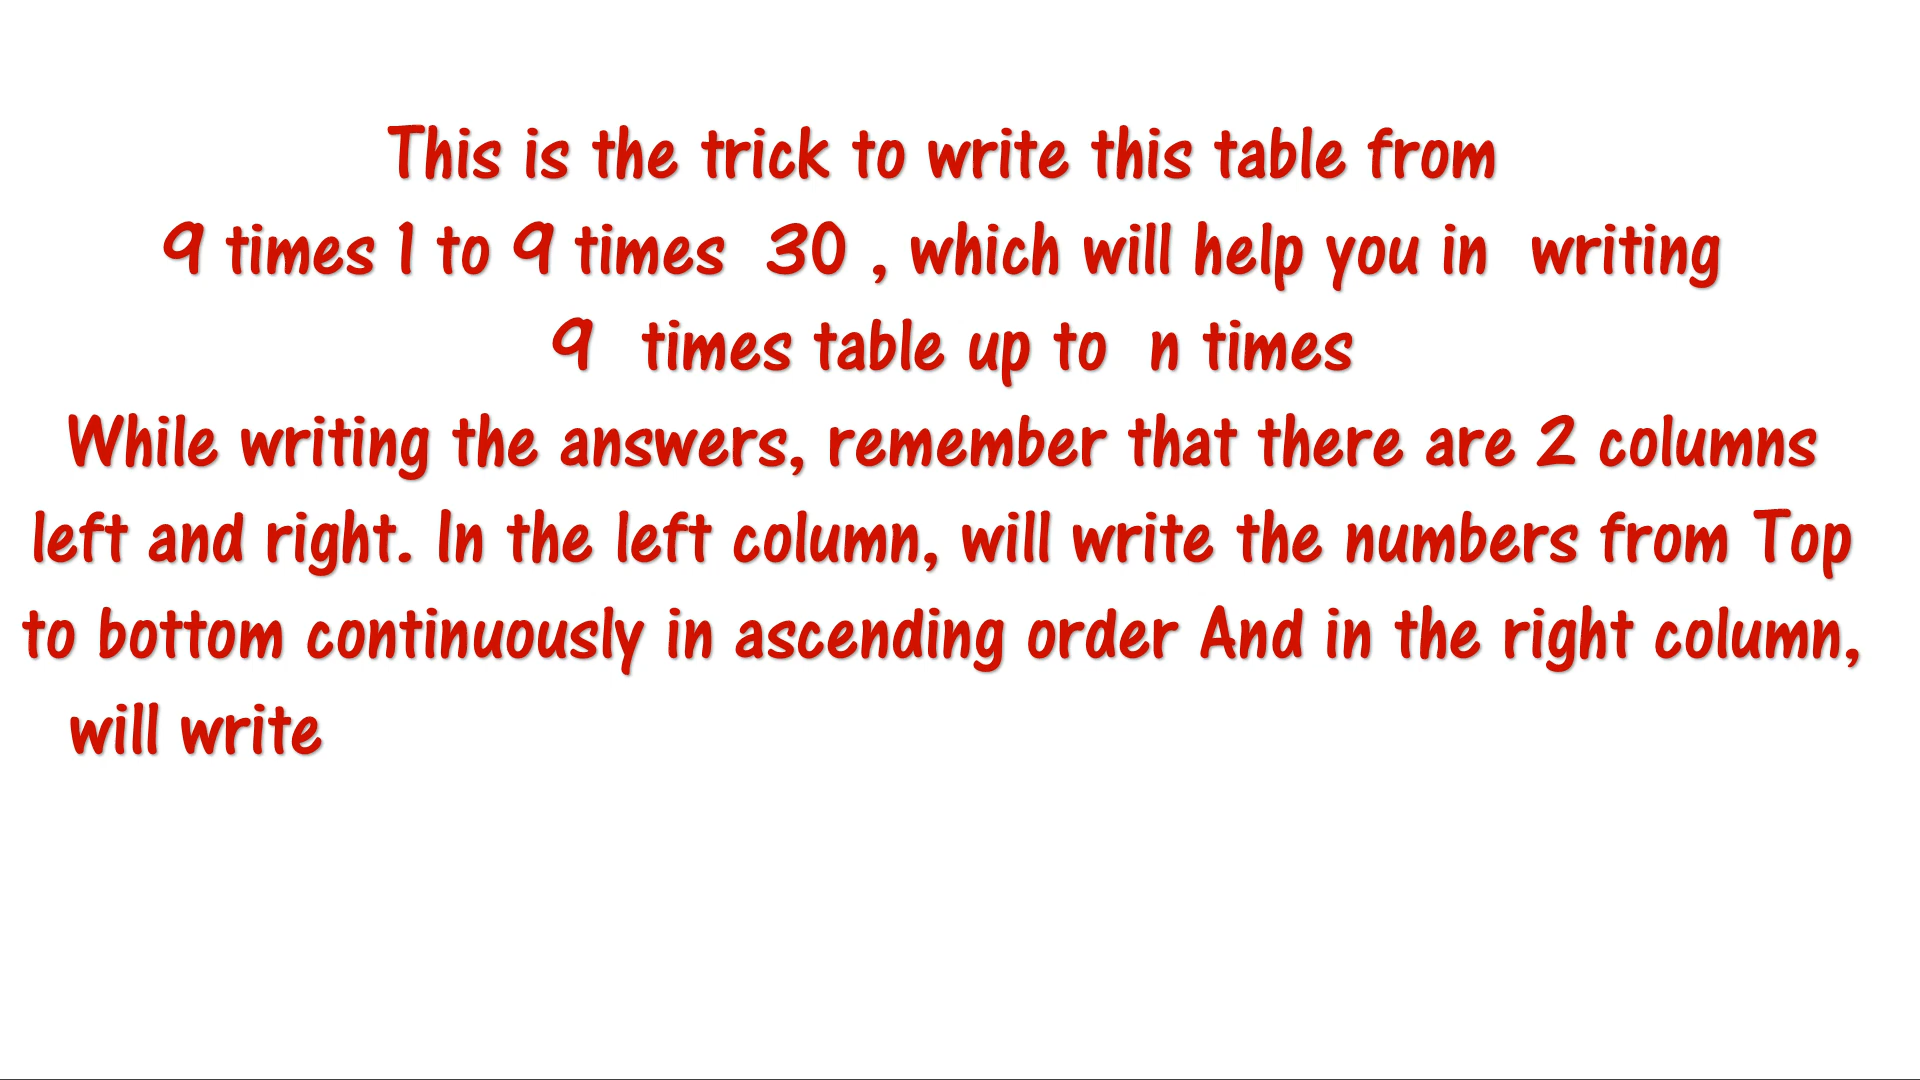 This is the trick to write this table from
9 times 1 to 9 times 30 , which will help you in writing
9 times table up to n times
While writing the answers, remember that there are 2 columns
left and right. In the left column, will write the numbers from Top
to bottom continuously in ascending order And in the right column,
will write